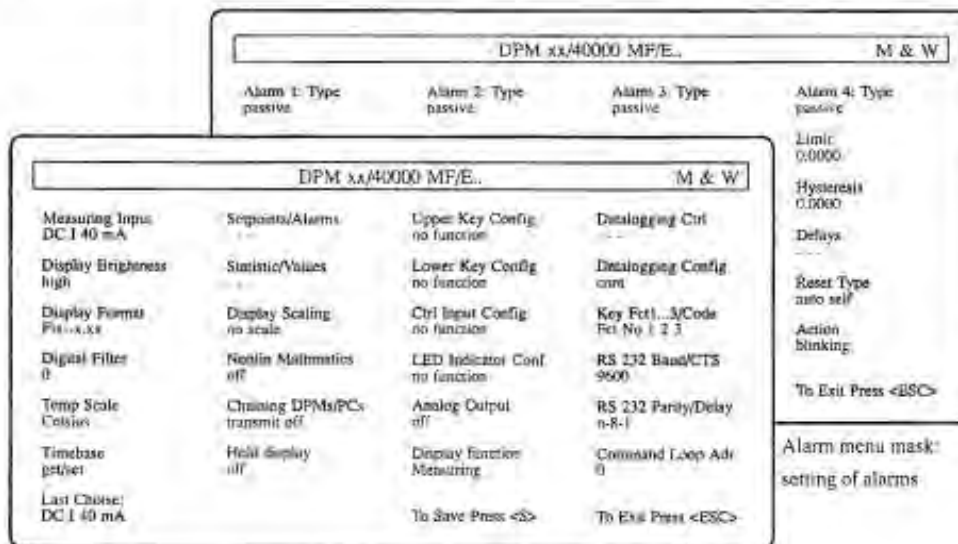 DPM xx/40000 MF/E.. M & W
Alarm 1: Type Alarm 2: Type Alarm 3: Type Alarm 4: Type
passive passive passive passive
Limit
0.0000
Hysteresis
0.0000
Delays
- - -
Reset Type
auto self
Action
blinking
To Exit Press <ESC>
DPM xx/40000 MF/E.. M & W
Measuring Input Setpoints/Alarms Upper Key Config Datalogging Ctrl
DC I 40 mA - - no function - - -
Display Brightness Statistic/Values Lower Key Config Datalogging Config
high - - no function cont
Display Format Display Scaling Ctrl Input Config Key Fct1...3/Code
no scale no function Fct No 1 2 3
Digital Filter Nonlin Mathmatics LED Indicator Conf RS 232 Baud/CTS
0 off no function 9600
Temp Scale Chaining DPMs/PCs Analog Output RS 232 Parity/Delay
Celsius transmit off off n-8-1
Timebase Hold display Display function Command Loop Adr
get/set off Measuring 0
Last Choise:
DC I 40 mA To Save Press <S> To Exit Press <ESC>
Alarm menu mask:
setting of alarms